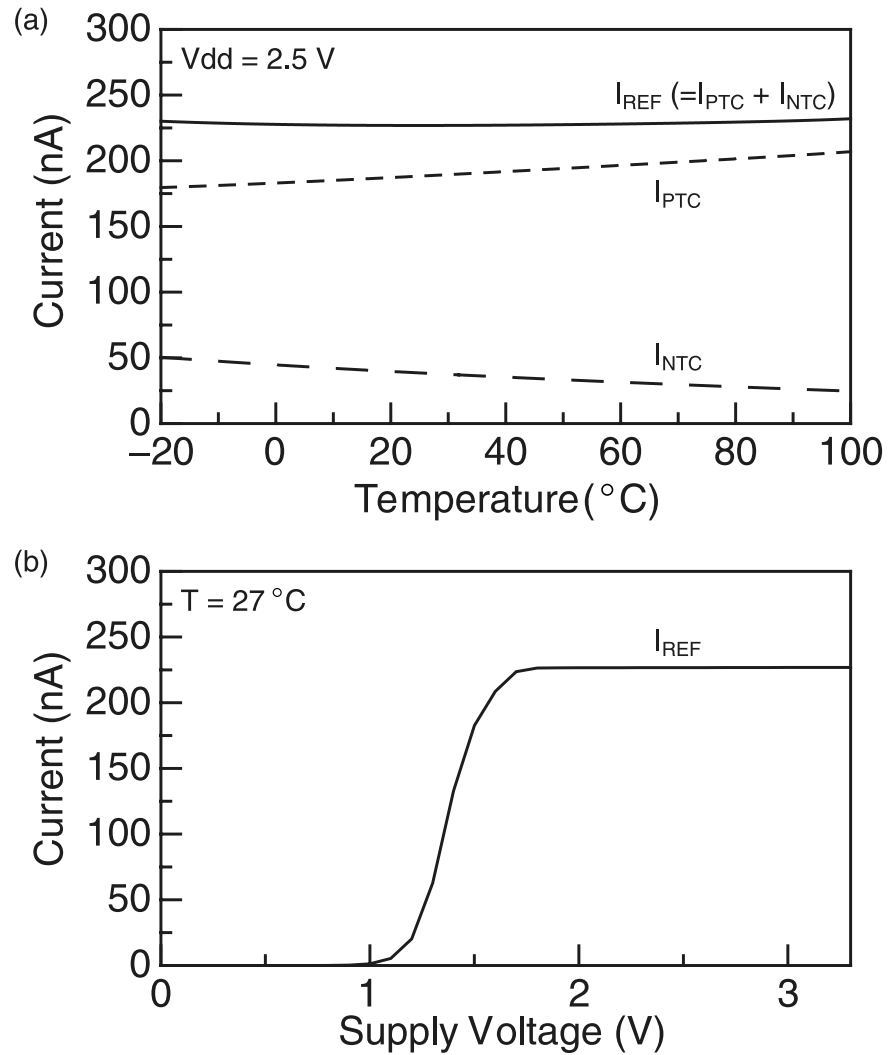 (a)
300
250
200
150
100
50
0
Current (nA)
Vdd = 2.5 V
I_REF (=I_PTC + I_NTC)
I_PTC
I_NTC
–20 0 20 40 60 80 100
Temperature(°C)
(b)
300
250
200
150
100
50
0
Current (nA)
T = 27 °C
I_REF
0 1 2 3
Supply Voltage (V)